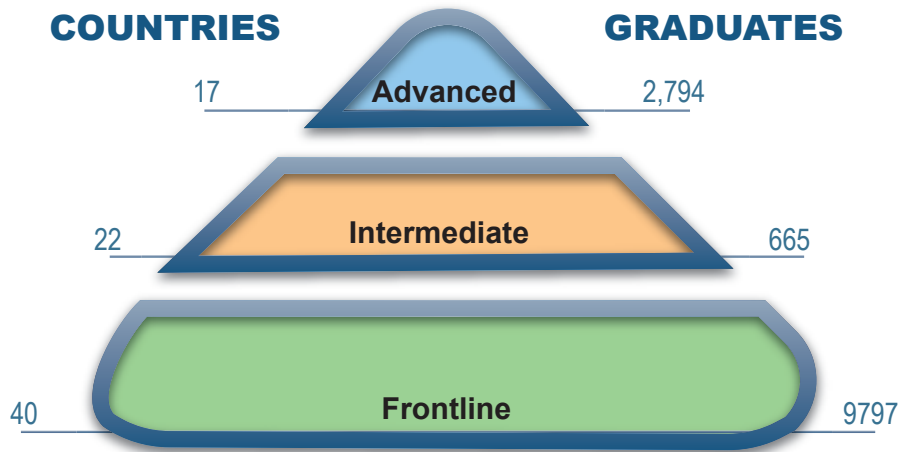 COUNTRIES GRADUATES
17 Advanced 2,794
22 Intermediate 665
40 Frontline 9797